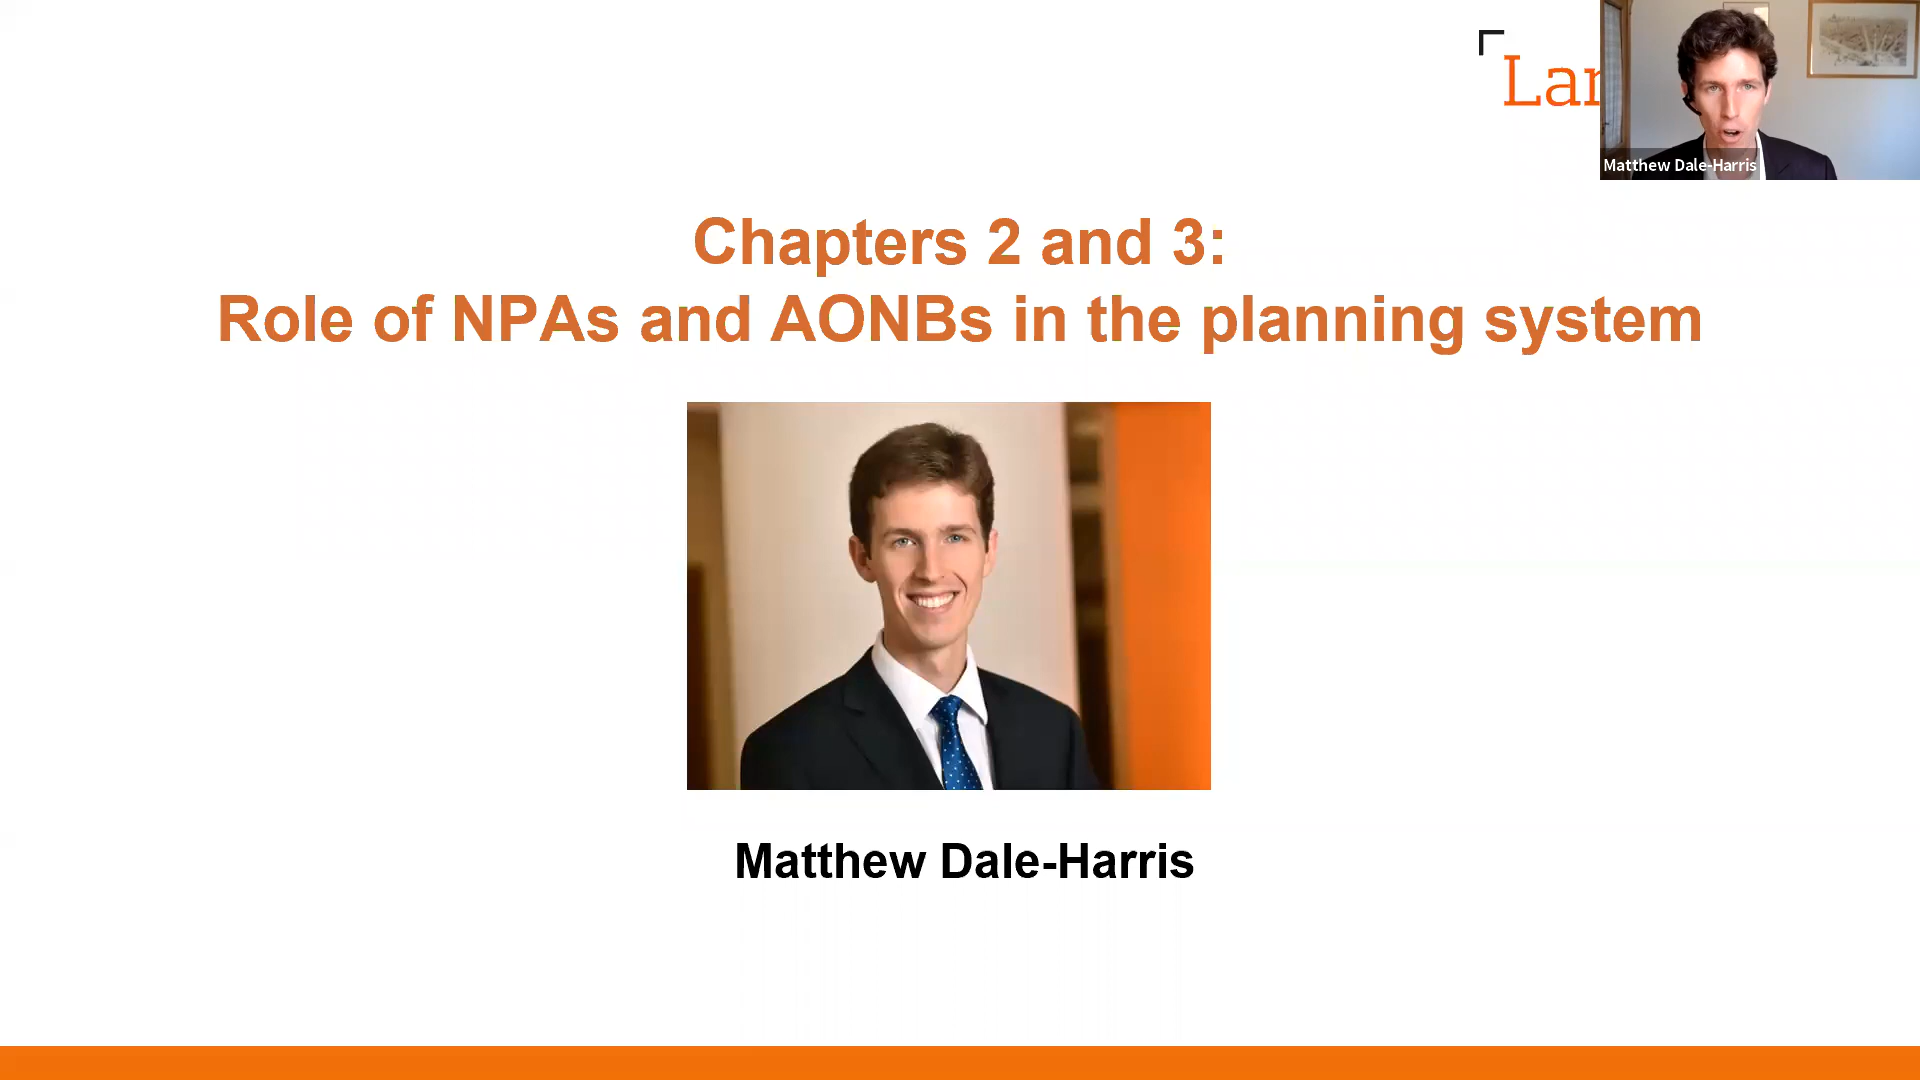 Lan
Matthew Dale-Harris
Chapters 2 and 3:
Role of NPAs and AONBs in the planning system
Matthew Dale-Harris